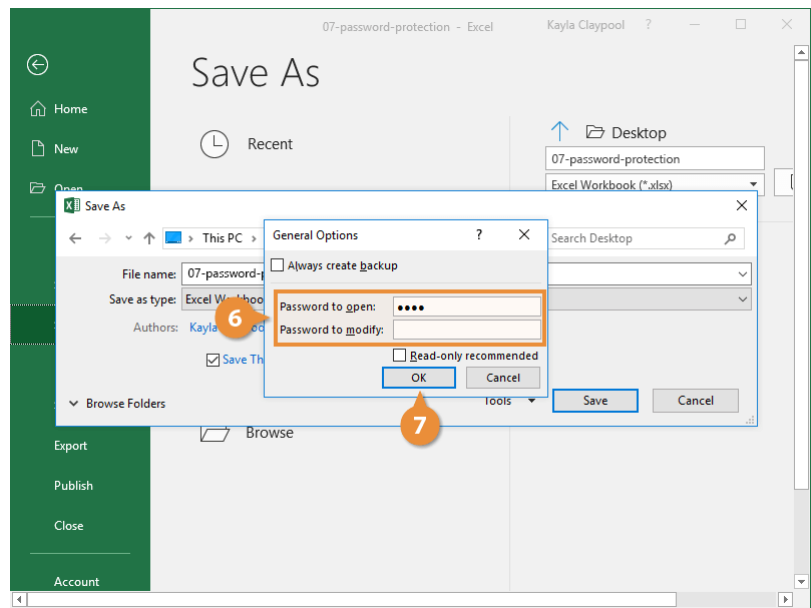 07-password-protection - Excel
Kayla Claypool ?
Save As
Home
New
Open
Recent
Desktop
07-password-protection
Excel Workbook (*.xlsx)
Save As
This PC
Search Desktop
General Options ?
Always create backup
File name: 07-password-p
Save as type: Excel Workboo
Authors: Kayla
Save Th
6
Password to open: ●●●●
Password to modify:
Read-only recommended
OK
Cancel
7
Browse Folders
Tools
Save
Cancel
Browse
Export
Publish
Close
Account